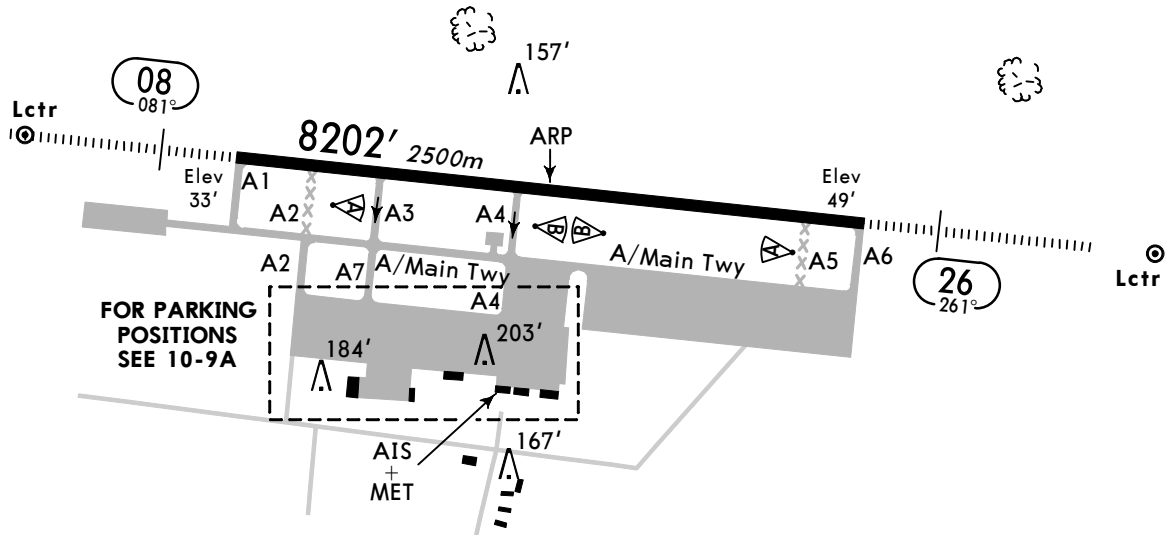 157′
08
081°
Lctr
8202′ 2500m
ARP
Elev
33′
A1
A2
A
A3
A4
B
B
A/Main Twy
A
A5
A6
Elev
49′
26
261°
Lctr
A2
A7
A/Main Twy
A4
FOR PARKING
POSITIONS
SEE 10-9A
184′
203′
AIS
+
MET
167′